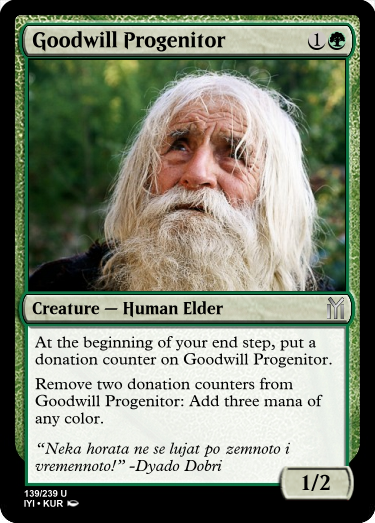 Goodwill Progenitor 1
Creature — Human Elder
At the beginning of your end step, put a
donation counter on Goodwill Progenitor.
Remove two donation counters from
Goodwill Progenitor: Add three mana of
any color.
“Neka horata ne se lujat po zemnoto i
vremennoto!” -Dyado Dobri
1/2
139/239 U
IYI • KUR